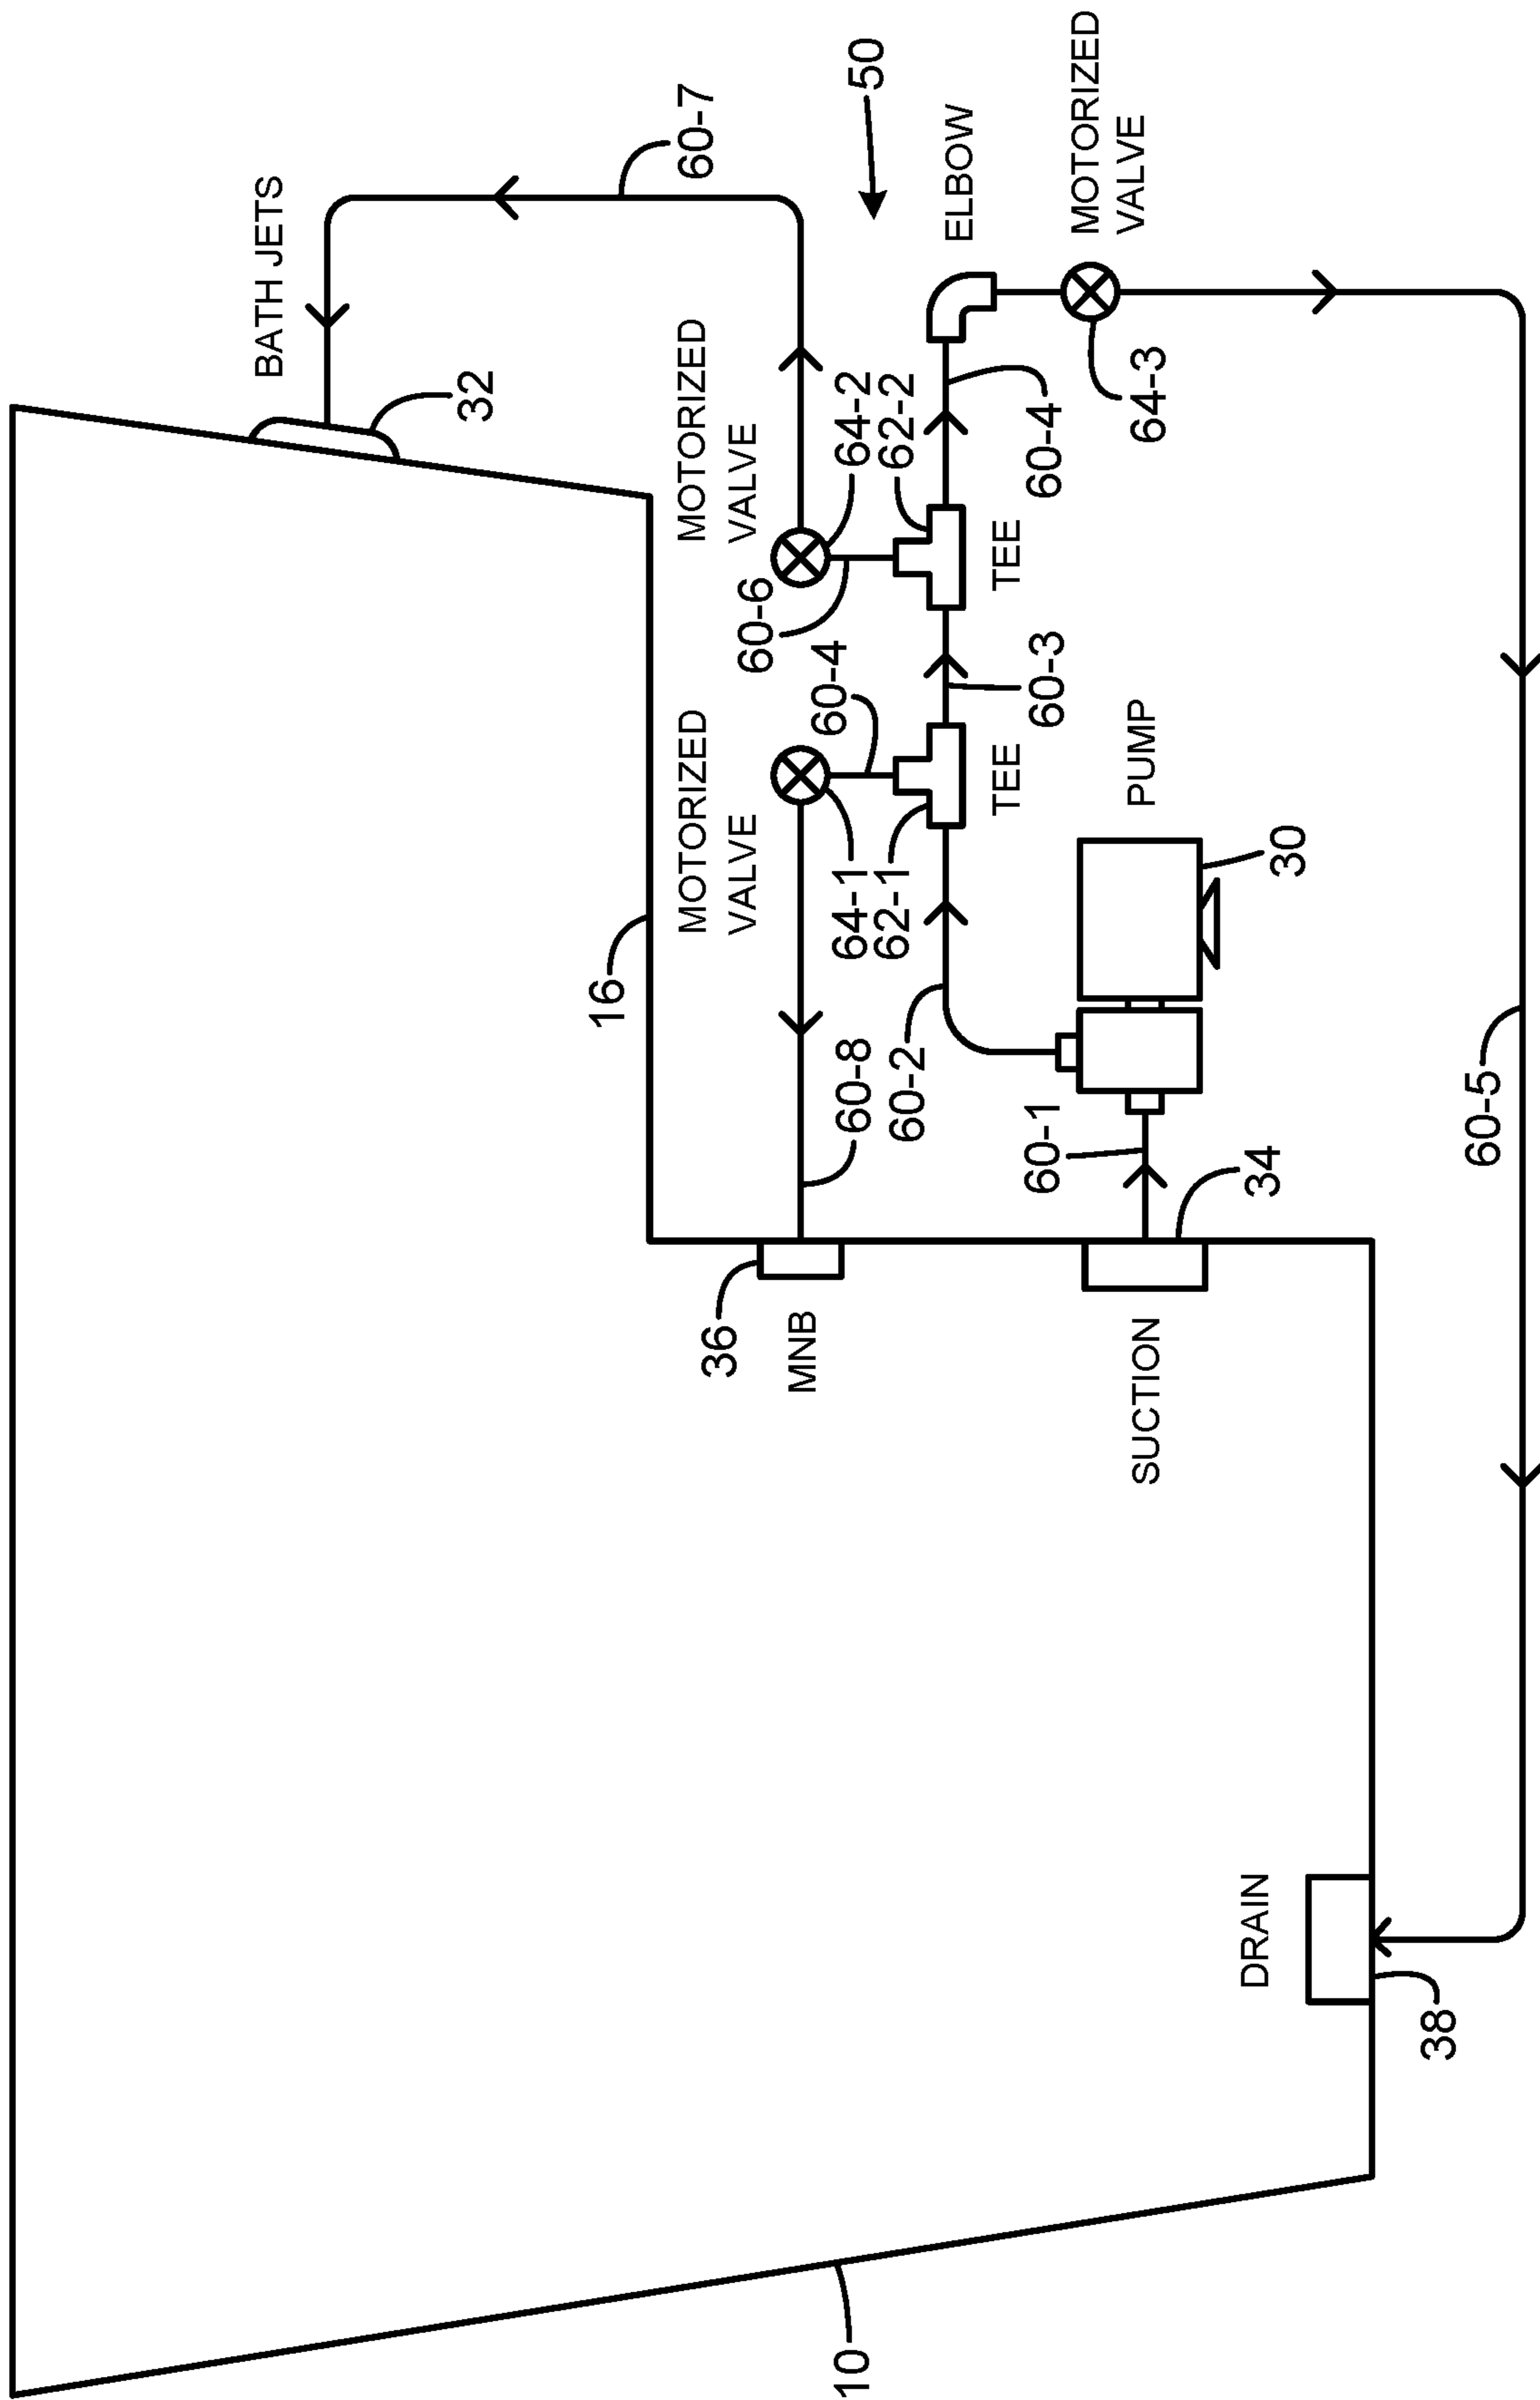 BATH JETS
32
60-7
50
16
MOTORIZED
VALVE
MOTORIZED
VALVE
60-6
60-4
64-2
62-2
64-1
62-1
ELBOW
MOTORIZED
VALVE
TEE
TEE
60-4
64-3
60-3
36
MNB
60-8
60-2
60-1
PUMP
30
SUCTION
34
DRAIN
38
60-5
10